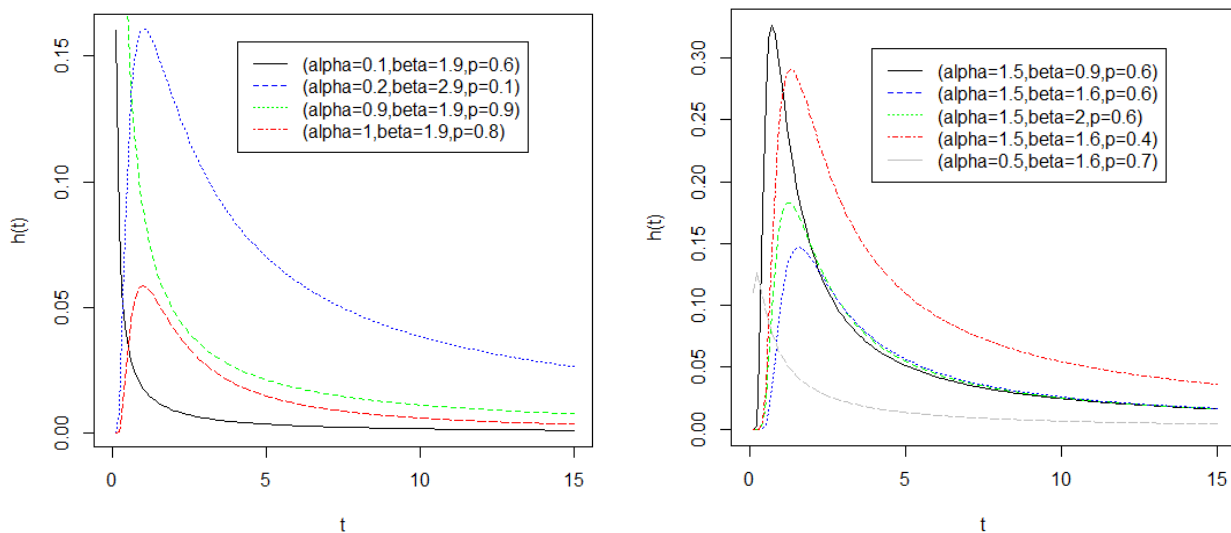 h(t)
0.00 0.05 0.10 0.15
(alpha=0.1,beta=1.9,p=0.6)
(alpha=0.2,beta=2.9,p=0.1)
(alpha=0.9,beta=1.9,p=0.9)
(alpha=1,beta=1.9,p=0.8)
0 5 10 15
t
h(t)
0.00 0.05 0.10 0.15 0.20 0.25 0.30
(alpha=1.5,beta=0.9,p=0.6)
(alpha=1.5,beta=1.6,p=0.6)
(alpha=1.5,beta=2,p=0.6)
(alpha=1.5,beta=1.6,p=0.4)
(alpha=0.5,beta=1.6,p=0.7)
0 5 10 15
t